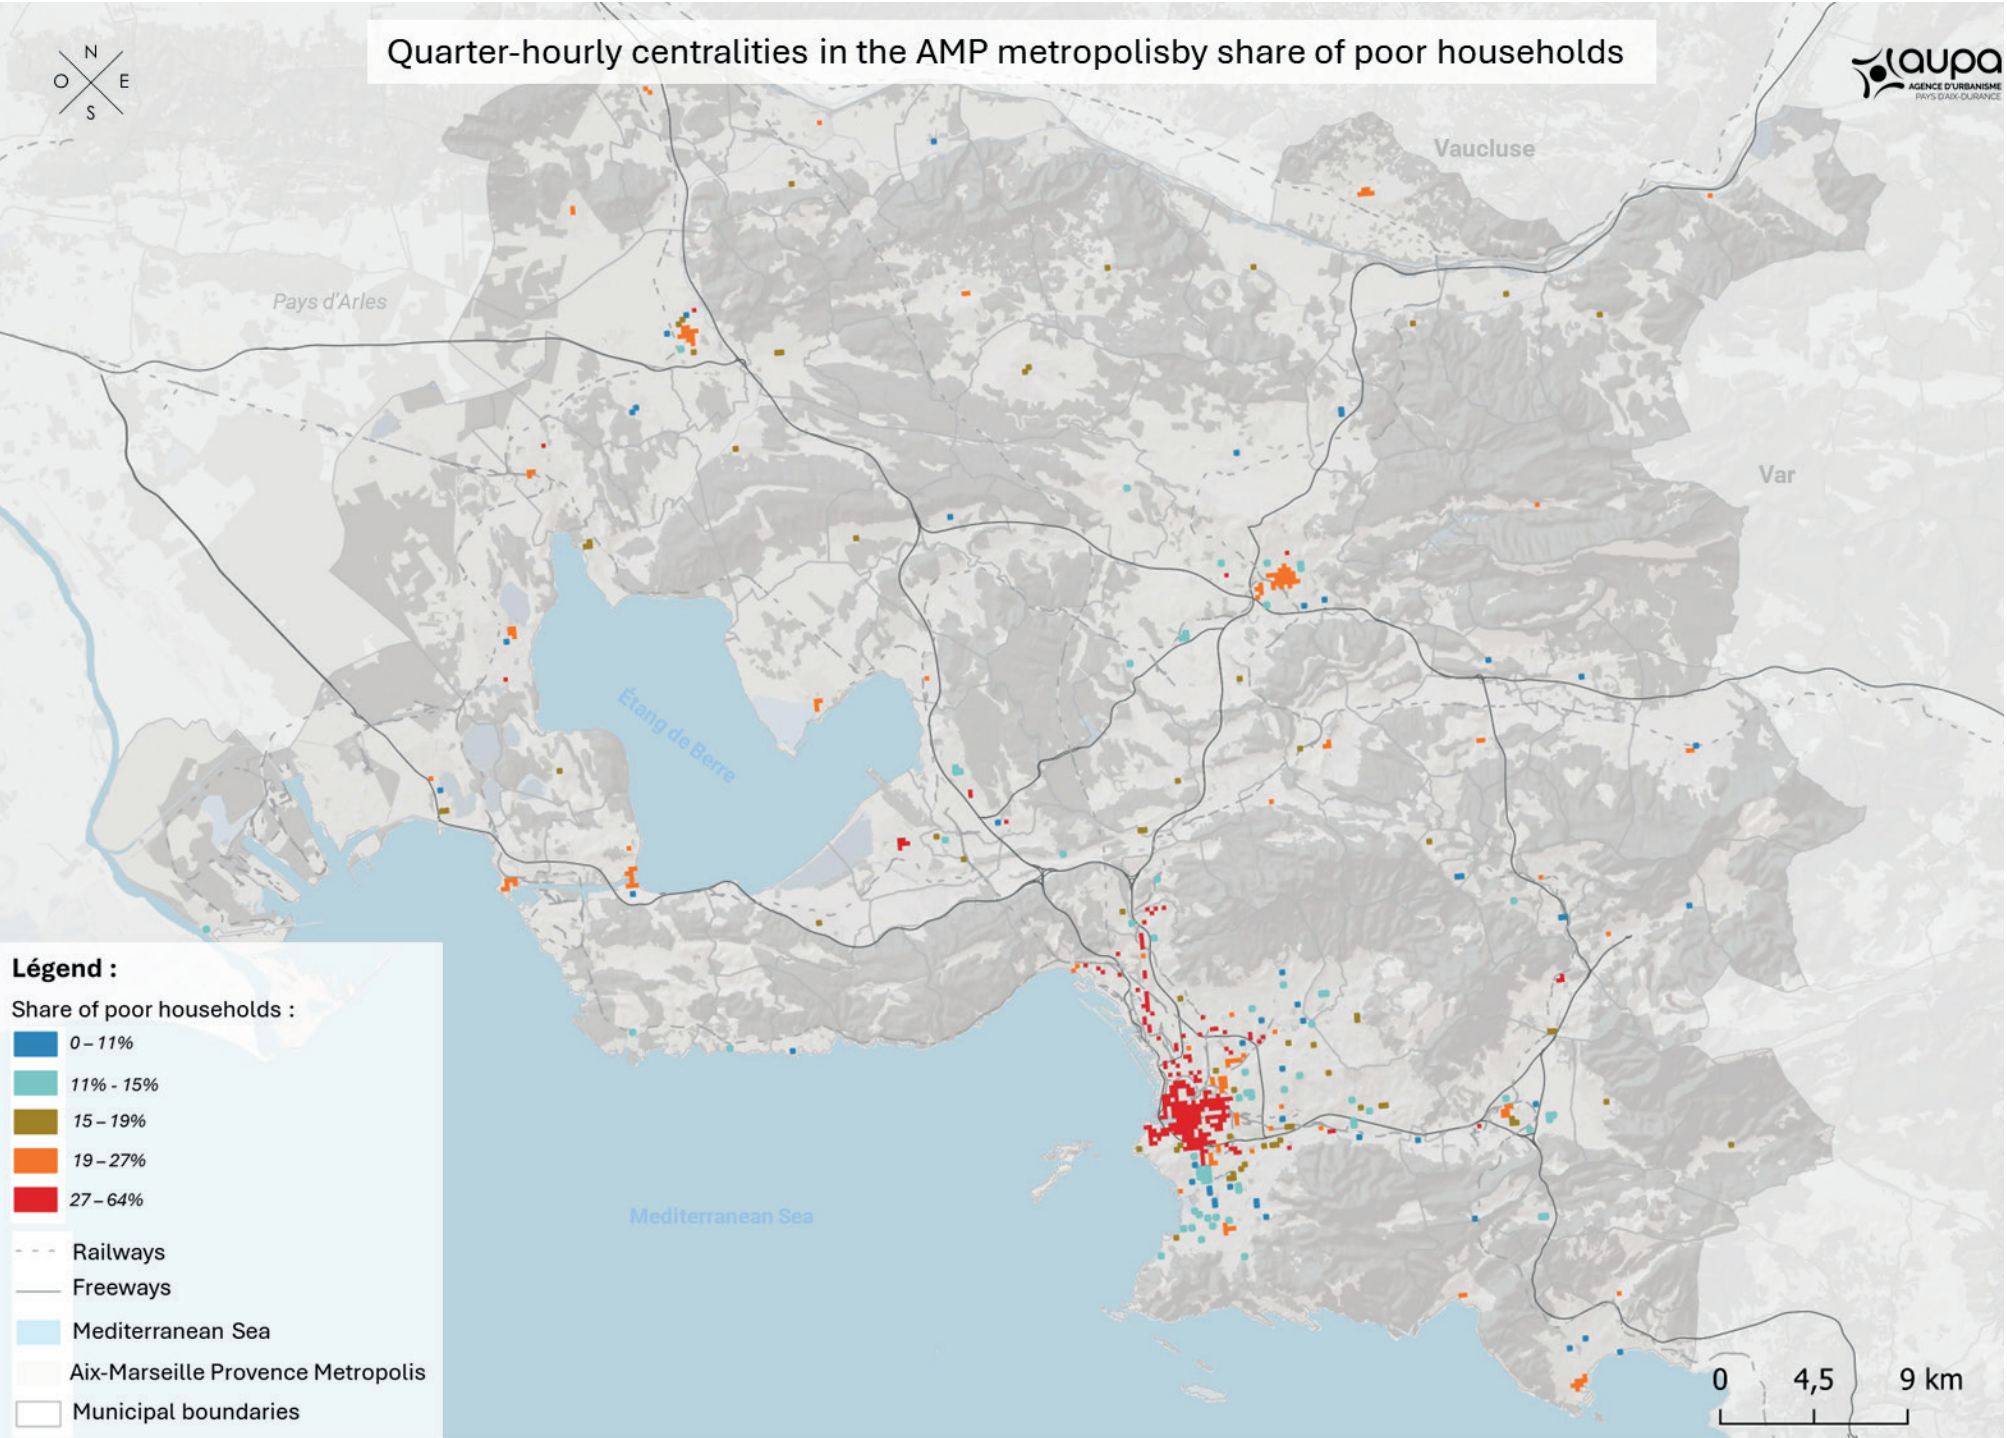 Quarter-hourly centralities in the AMP metropolisby share of poor households
N
O E
S
aupa
AGENCE D'URBANISME
PAYS D'AIX-DURANCE
Vaucluse
Pays d'Arles
Var
Étang de Berre
Mediterranean Sea
Légend :
Share of poor households :
0 – 11%
11% - 15%
15 – 19%
19 – 27%
27 – 64%
Railways
Freeways
Mediterranean Sea
Aix-Marseille Provence Metropolis
Municipal boundaries
0 4,5 9 km